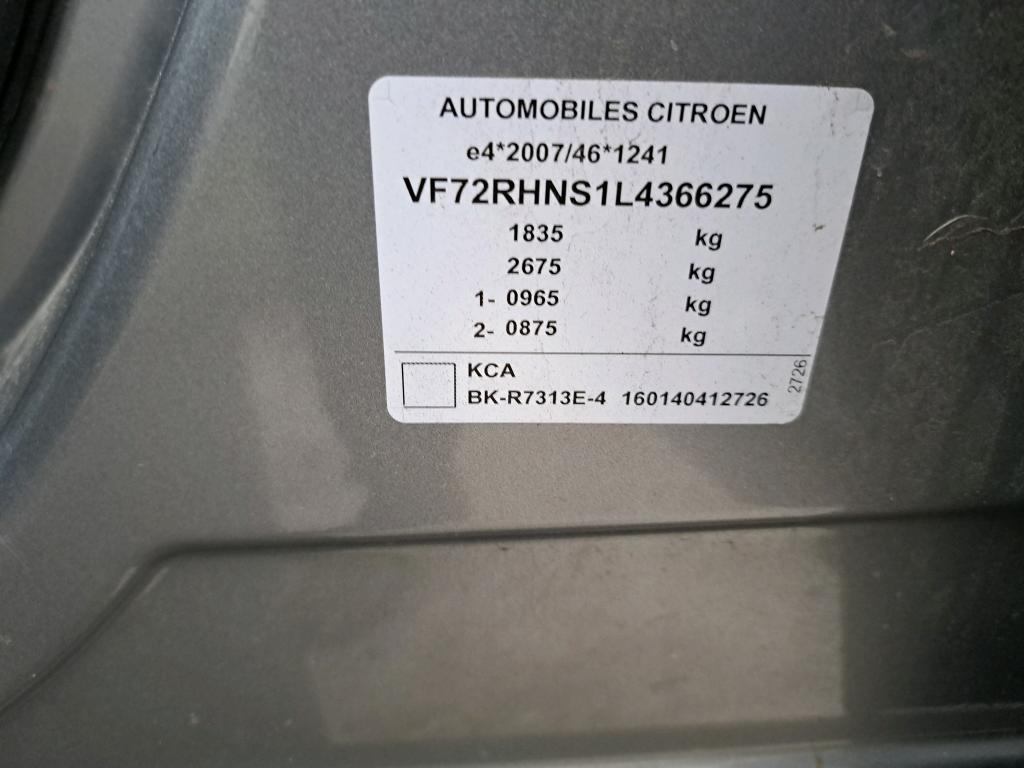 AUTOMOBILES CITROEN
e4*2007/46*1241
VF72RHNS1L4366275
1835 kg
2675 kg
1- 0965 kg
2- 0875 kg
KCA
BK-R7313E-4 160140412726
2726